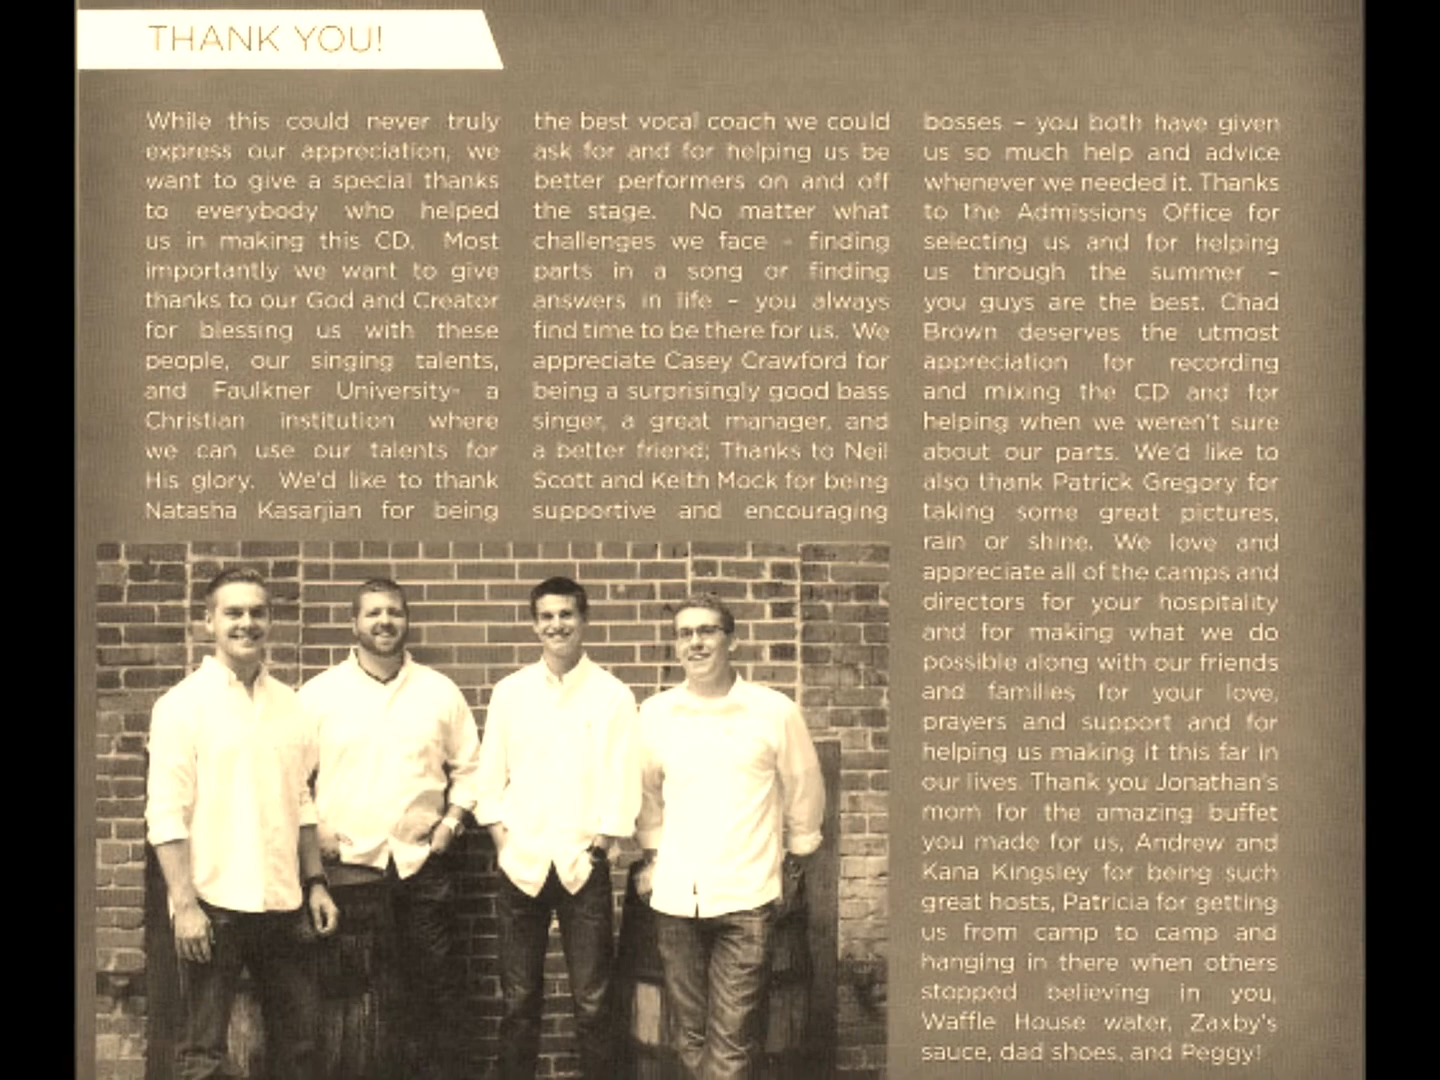 THANK YOU!
While this could never truly
express our appreciation, we
want to give a special thanks
to everybody who helped
us in making this CD. Most
importantly we want to give
thanks to our God and Creator
for blessing us with these
people, our singing talents,
and Faulkner University- a
Christian institution where
we can use our talents for
His glory. We'd like to thank
Natasha Kasarjian for being
the best vocal coach we could
ask for and for helping us be
better performers on and off
the stage. No matter what
challenges we face - finding
parts in a song or finding
answers in life – you always
find time to be there for us. We
appreciate Casey Crawford for
being a surprisingly good bass
singer, a great manager, and
a better friend; Thanks to Neil
Scott and Keith Mock for being
supportive and encouraging
bosses – you both have given
us so much help and advice
whenever we needed it. Thanks
to the Admissions Office for
selecting us and for helping
us through the summer –
you guys are the best. Chad
Brown deserves the utmost
appreciation for recording
and mixing the CD and for
helping when we weren't sure
about our parts. We'd like to
also thank Patrick Gregory for
taking some great pictures,
rain or shine. We love and
appreciate all of the camps and
directors for your hospitality
and for making what we do
possible along with our friends
and families for your love,
prayers and support and for
helping us making it this far in
our lives. Thank you Jonathan's
mom for the amazing buffet
you made for us, Andrew and
Kana Kingsley for being such
great hosts, Patricia for getting
us from camp to camp and
hanging in there when others
stopped believing in you,
Waffle House water, Zaxby's
sauce, dad shoes, and Peggy!